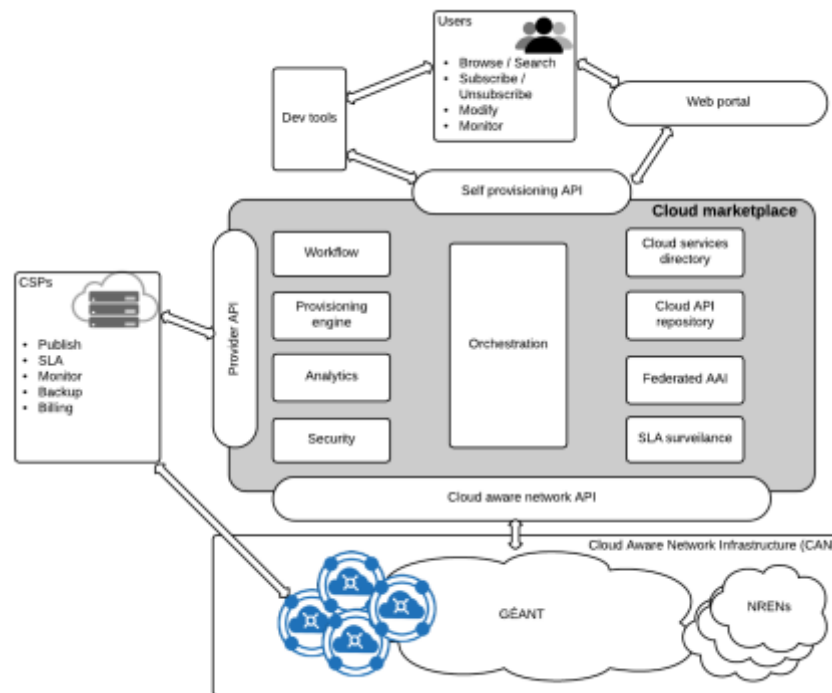 Users
• Browse / Search
• Subscribe /
Unsubscribe
• Modify
• Monitor
Dev tools
Web portal
Self provisioning API
Cloud marketplace
CSPs
• Publish
• SLA
• Monitor
• Backup
• Billing
Provider API
Workflow
Provisioning
engine
Analytics
Security
Orchestration
Cloud services
directory
Cloud API
repository
Federated AAI
SLA surveilance
Cloud aware network API
Cloud Aware Network Infrastructure (CAN
GÉANT
NRENs